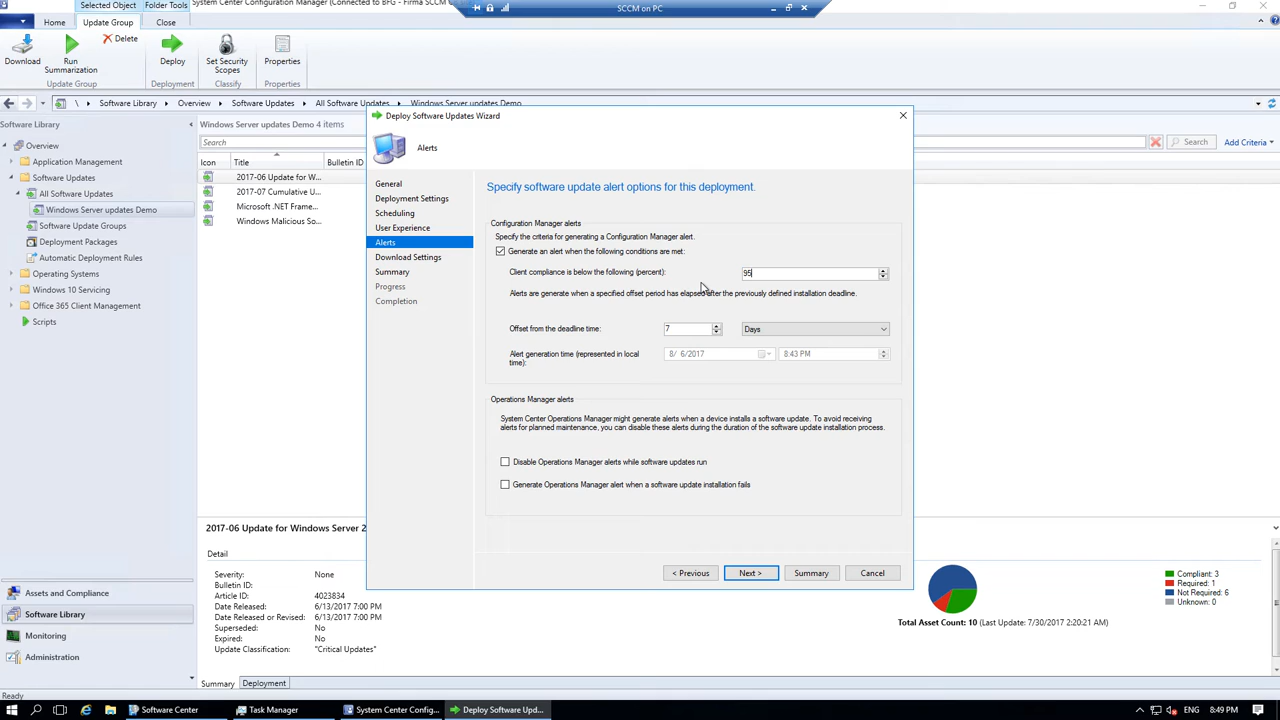 Selected Object
Folder Tools
System Center Configuration Manager (Connected to BFG - Firma SCCM
SCCM on PC
Home
Update Group
Close
Download
Run Summarization
Delete
Deploy
Set Security Scopes
Properties
Update Group
Deployment
Classify
Properties
\ Software Library
Overview
Software Updates
All Software Updates
Windows Server updates Demo
Software Library
Windows Server updates Demo 4 items
Search
Search
Add Criteria
Icon
Title
Bulletin ID
2017-06 Update for W...
2017-07 Cumulative U...
Microsoft .NET Frame...
Windows Malicious So...
Overview
Application Management
Software Updates
All Software Updates
Windows Server updates Demo
Software Update Groups
Deployment Packages
Automatic Deployment Rules
Operating Systems
Windows 10 Servicing
Office 365 Client Management
Scripts
Deploy Software Updates Wizard
Alerts
General
Deployment Settings
Scheduling
User Experience
Alerts
Download Settings
Summary
Progress
Completion
Specify software update alert options for this deployment.
Configuration Manager alerts
Specify the criteria for generating a Configuration Manager alert.
Generate an alert when the following conditions are met:
Client compliance is below the following (percent):
95
Alerts are generate when a specified offset period has elapsed after the previously defined installation deadline.
Offset from the deadline time:
7
Days
Alert generation time (represented in local
time):
8/ 6/2017
8:43 PM
Operations Manager alerts
System Center Operations Manager might generate alerts when a device installs a software update. To avoid receiving
alerts for planned maintenance, you can disable these alerts during the duration of the software update installation process.
Disable Operations Manager alerts while software updates run
Generate Operations Manager alert when a software update installation fails
< Previous
Next >
Summary
Cancel
2017-06 Update for Windows Server 2
Detail
Severity: None
Bulletin ID:
Article ID: 4023834
Date Released: 6/13/2017 7:00 PM
Date Released or Revised: 6/13/2017 7:00 PM
Superseded: No
Expired: No
Update Classification: "Critical Updates"
Compliant: 3
Required: 1
Not Required: 6
Unknown: 0
Total Asset Count: 10 (Last Update: 7/30/2017 2:20:21 AM)
Assets and Compliance
Software Library
Monitoring
Administration
Summary
Deployment
Ready
Software Center
Task Manager
System Center Config...
Deploy Software Upd...
ENG
8:49 PM